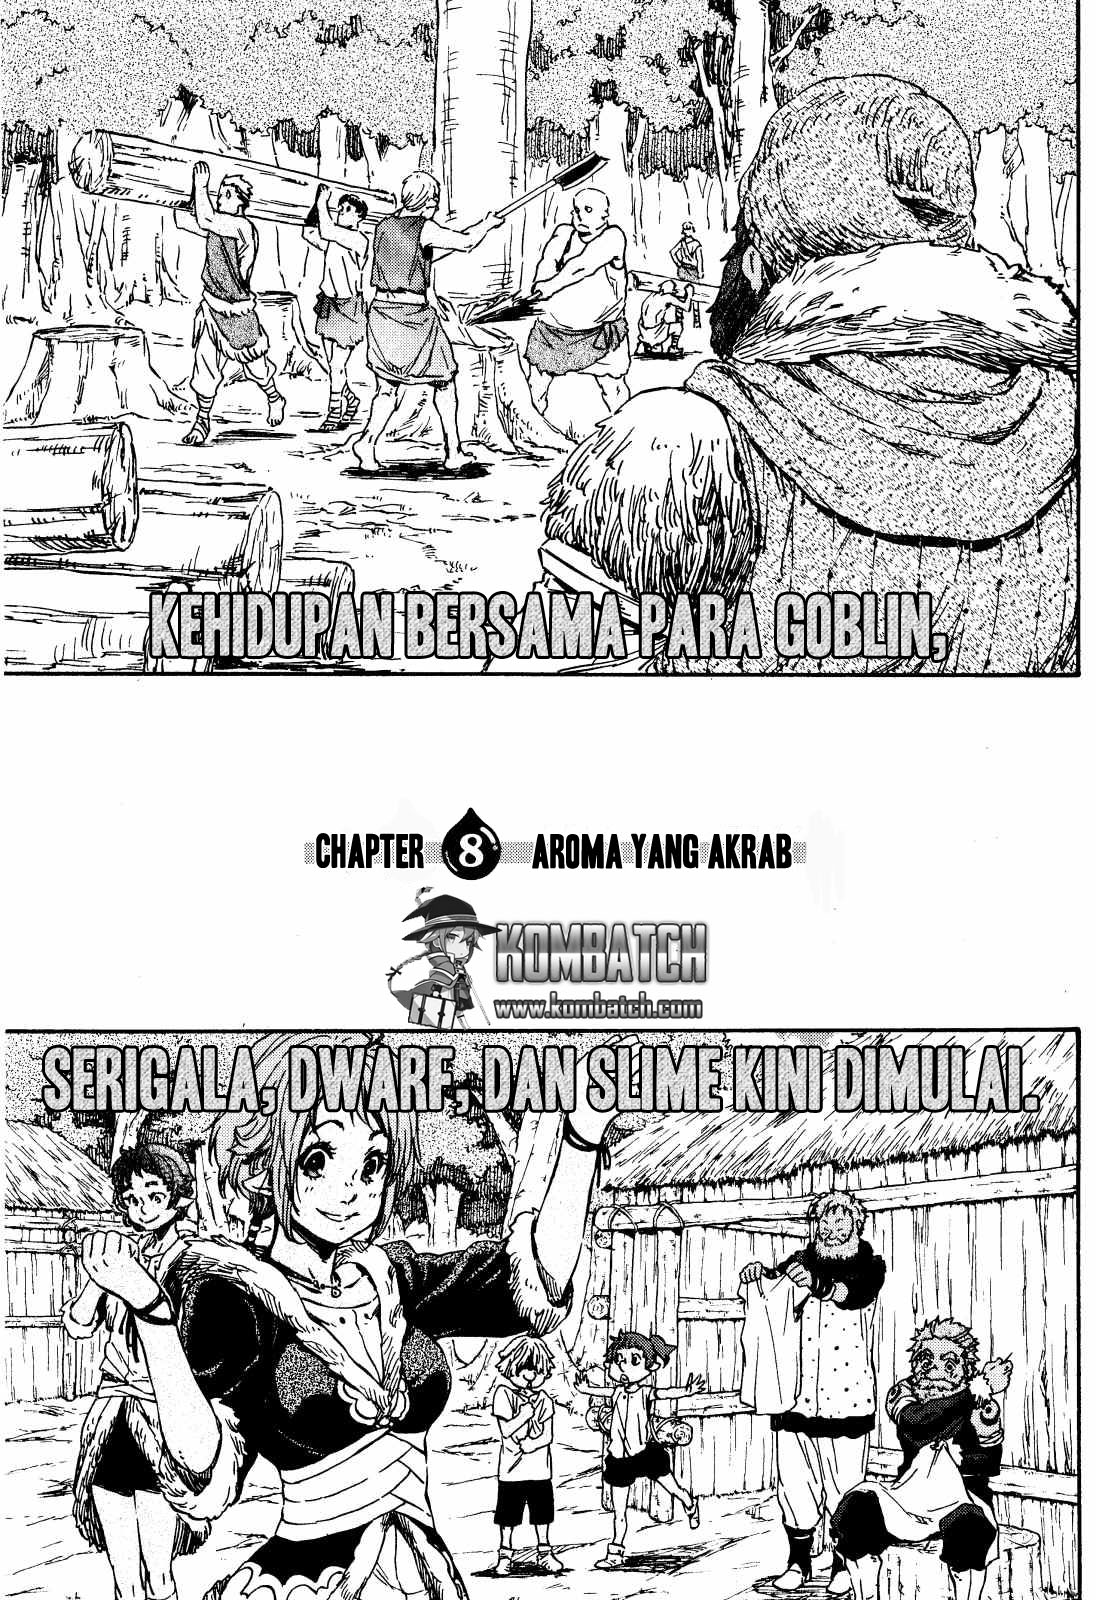 KEHIDUPAN BERSAMA PARA GOBLIN,
CHAPTER 8 AROMA YANG AKRAB
KOMBATCH
www.kombatch.com
SERIGALA, DWARF, DAN SLIME KINI DIMULAI.